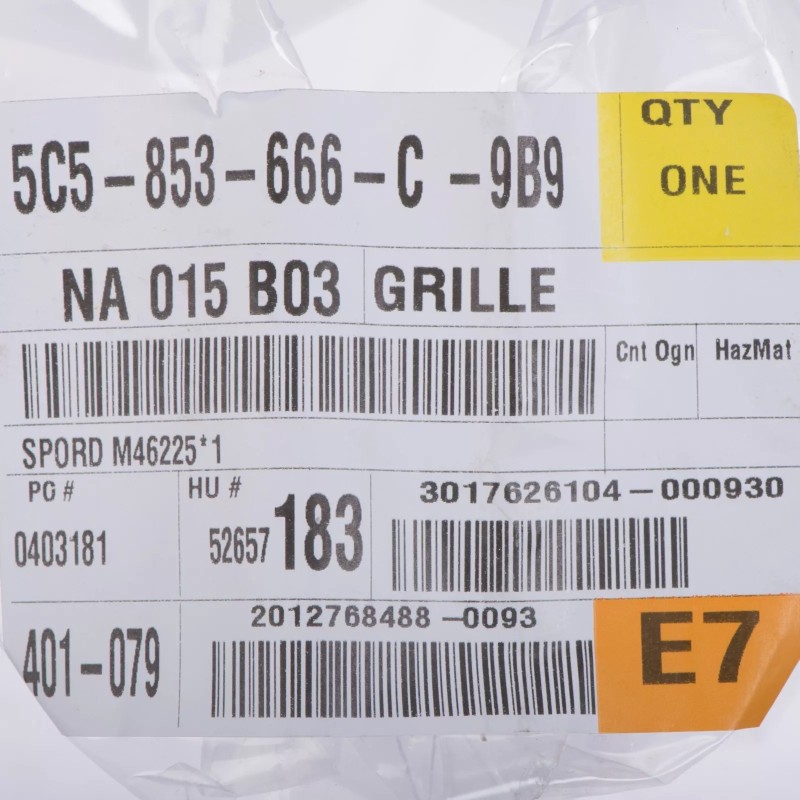 QTY
5C5-853-666-C -9B9
ONE
NA 015 B03 GRILLE
Cnt Ogn HazMat
SPORD M46225*1
PG # HU # 3017626104-000930
0403181 52657 183
2012768488-0093
401-079 E7